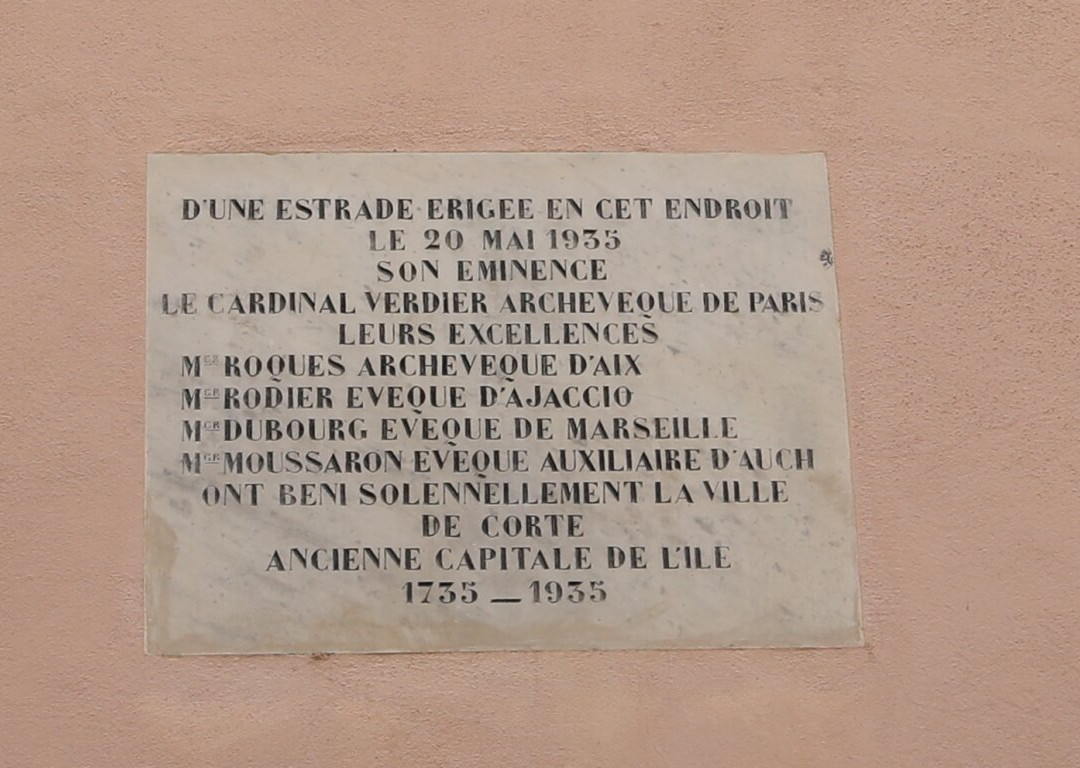 D'UNE ESTRADE ERIGEE EN CET ENDROIT
LE 20 MAI 1935
SON EMINENCE
LE CARDINAL VERDIER ARCHEVEQUE DE PARIS
LEURS EXCELLENCES
MGR ROQUES ARCHEVEQUE D'AIX
MGR RODIER EVEQUE D'AJACCIO
MGR DUBOURG EVEQUE DE MARSEILLE
MGR MOUSSARON EVEQUE AUXILIAIRE D'AUCH
ONT BENI SOLENNELLEMENT LA VILLE
DE CORTE
ANCIENNE CAPITALE DE L'ILE
1735 — 1935